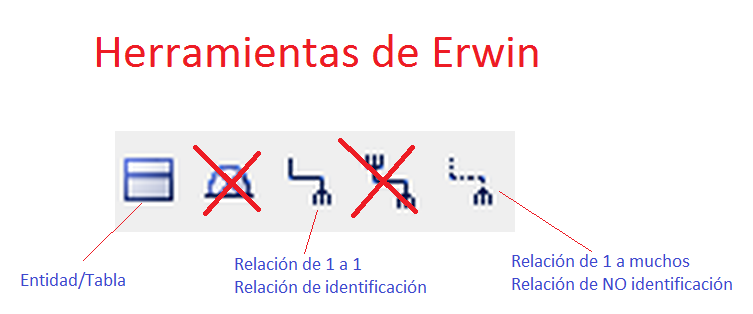 Herramientas de Erwin
Entidad/Tabla
Relación de 1 a 1
Relación de identificación
Relación de 1 a muchos
Relación de NO identificación